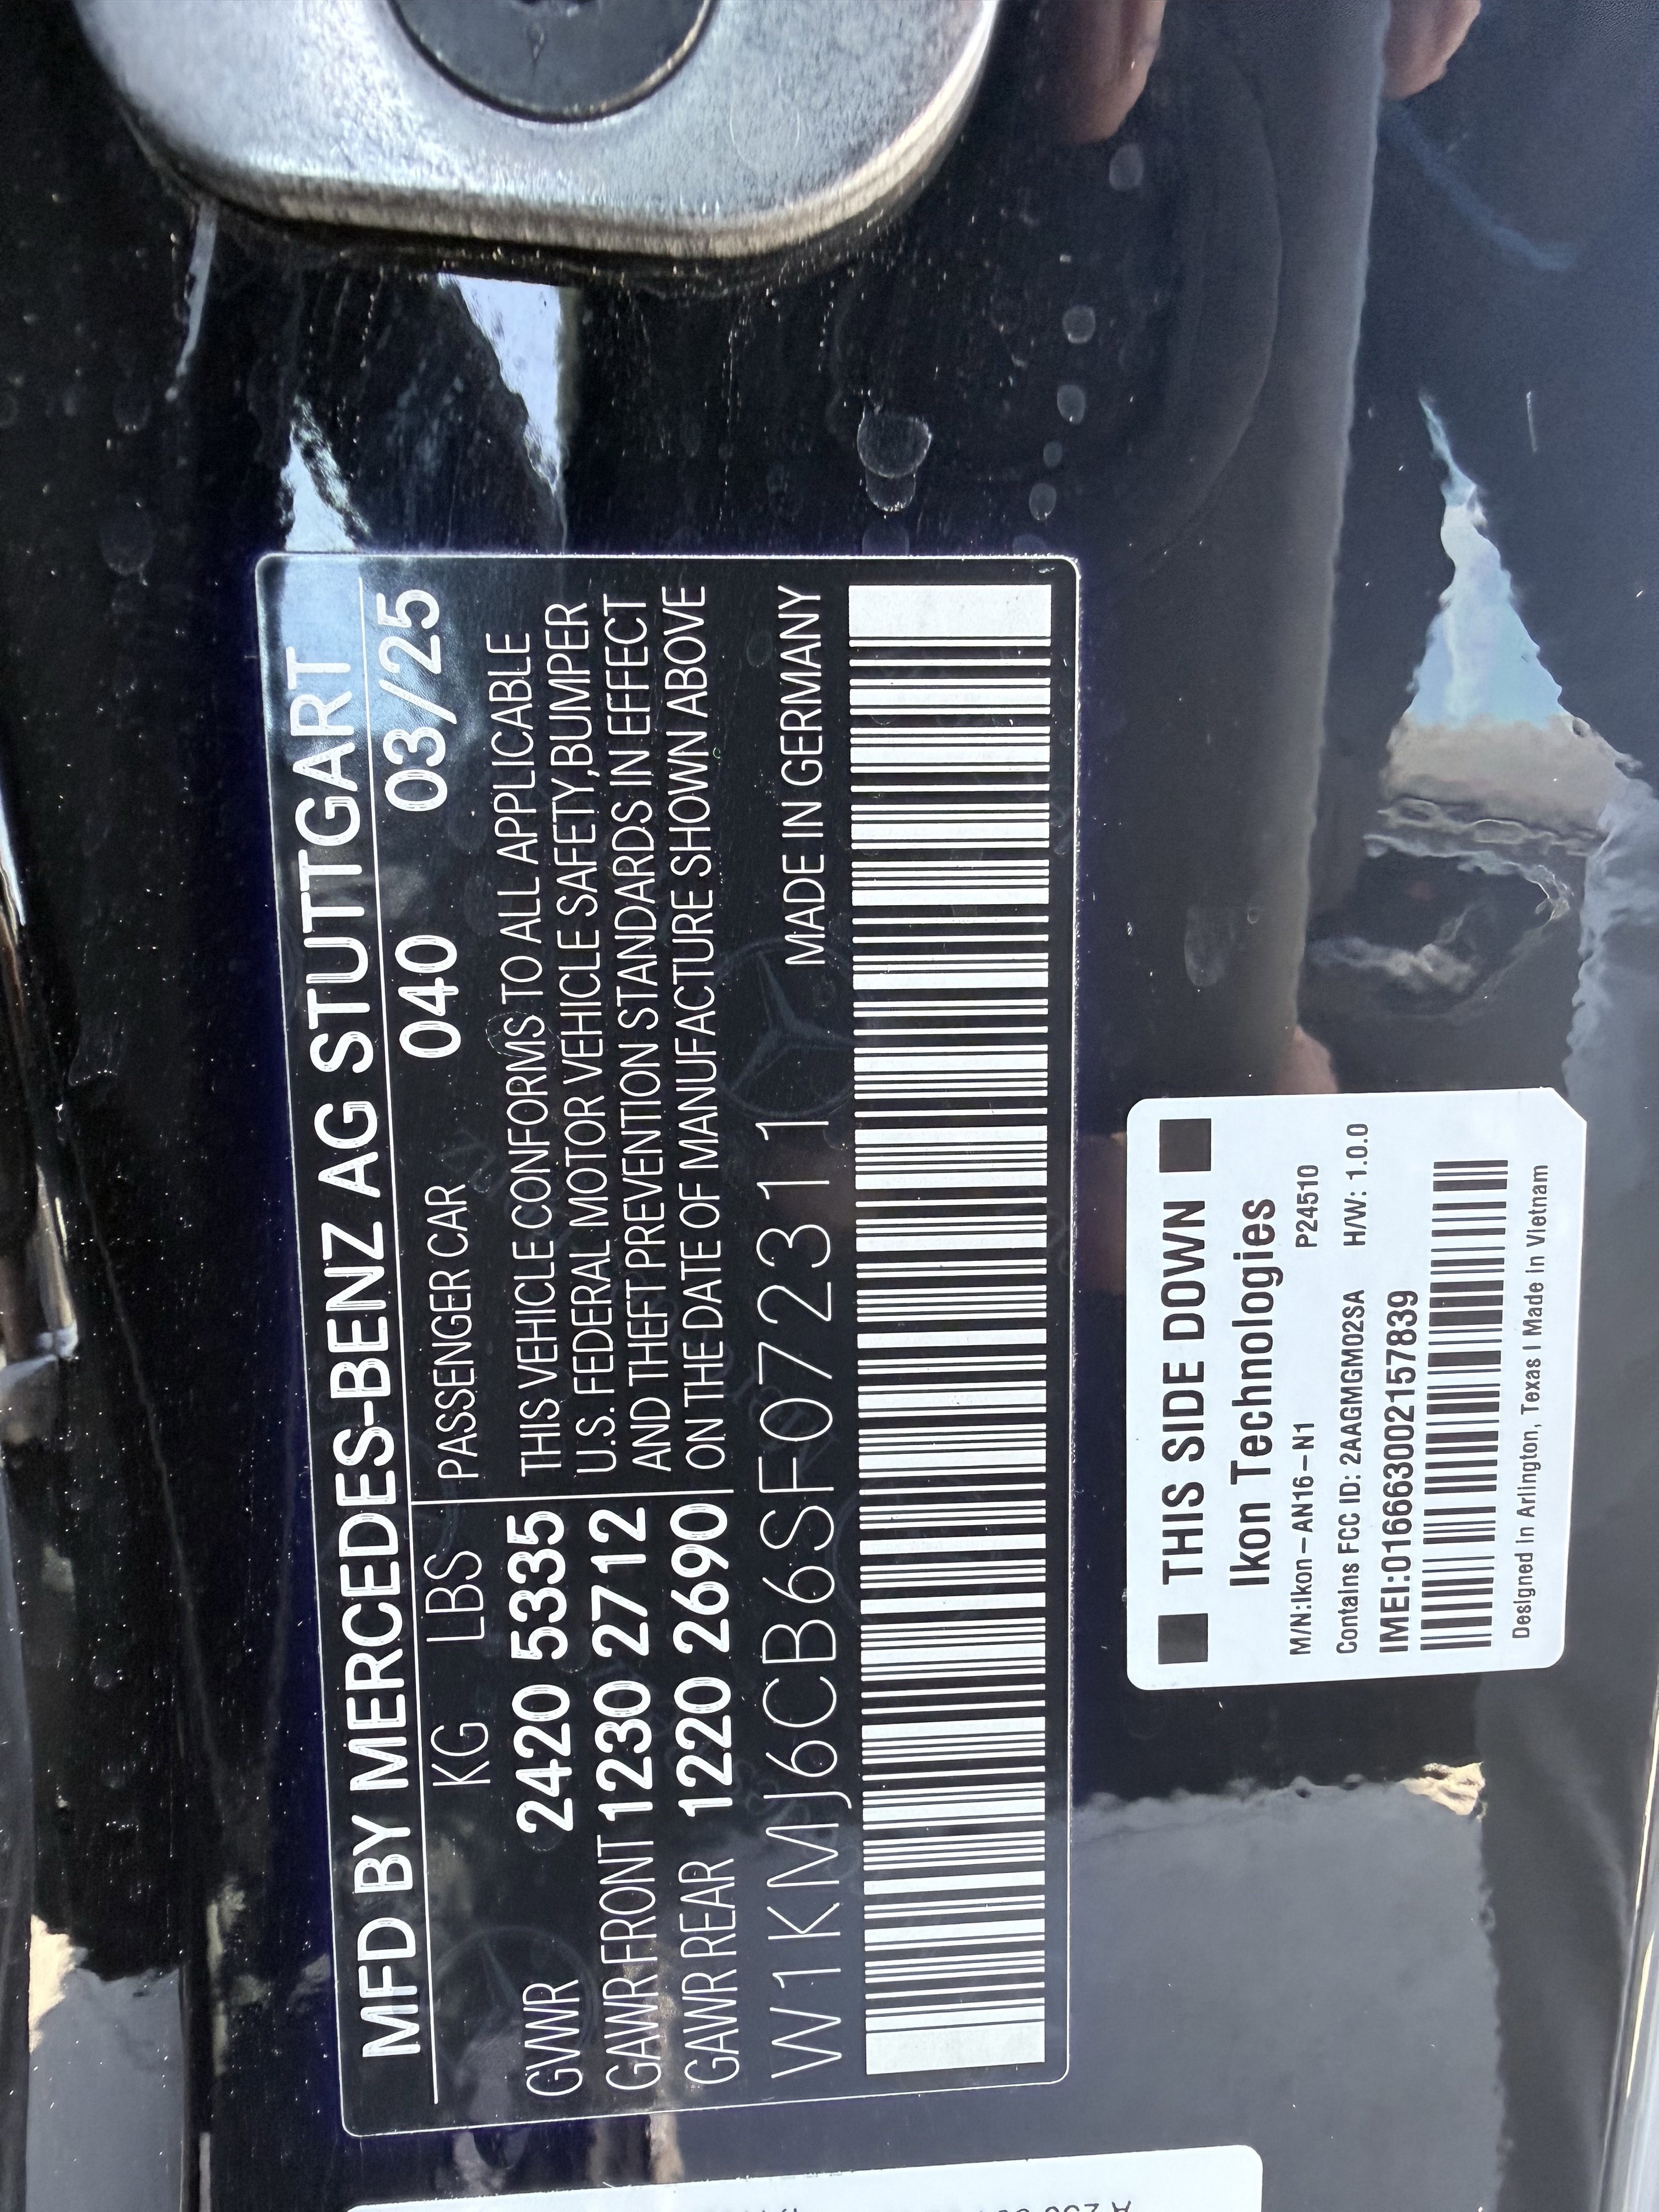 MFD BY MERCEDES-BENZ AG STUTTGART
KG LBS PASSENGER CAR 040 03/25
GVWR 2420 5335
GAWR FRONT 1230 2712
GAWR REAR 1220 2690
THIS VEHICLE CONFORMS TO ALL APPLICABLE
U.S. FEDERAL MOTOR VEHICLE SAFETY,BUMPER
AND THEFT PREVENTION STANDARDS IN EFFECT
ON THE DATE OF MANUFACTURE SHOWN ABOVE
W1KMJ6CB6SF072311 MADE IN GERMANY
THIS SIDE DOWN
Ikon Technologies
M/N:Ikon-AN16-N1 P24510
Contains FCC ID: 2AAGMGM02SA H/W: 1.0.0
IMEI:016663002157839
Designed in Arlington, Texas | Made in Vietnam